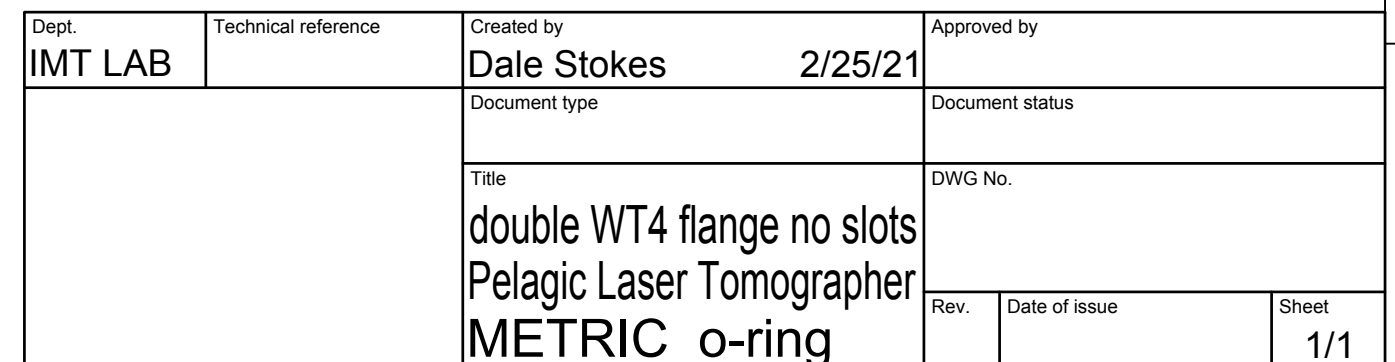 Dept.
Technical reference
Created by
Approved by
IMT LAB
Dale Stokes 2/25/21
Document type
Document status
Title
DWG No.
double WT4 flange no slots
Pelagic Laser Tomographer
METRIC o-ring
Rev.
Date of issue
Sheet
1/1